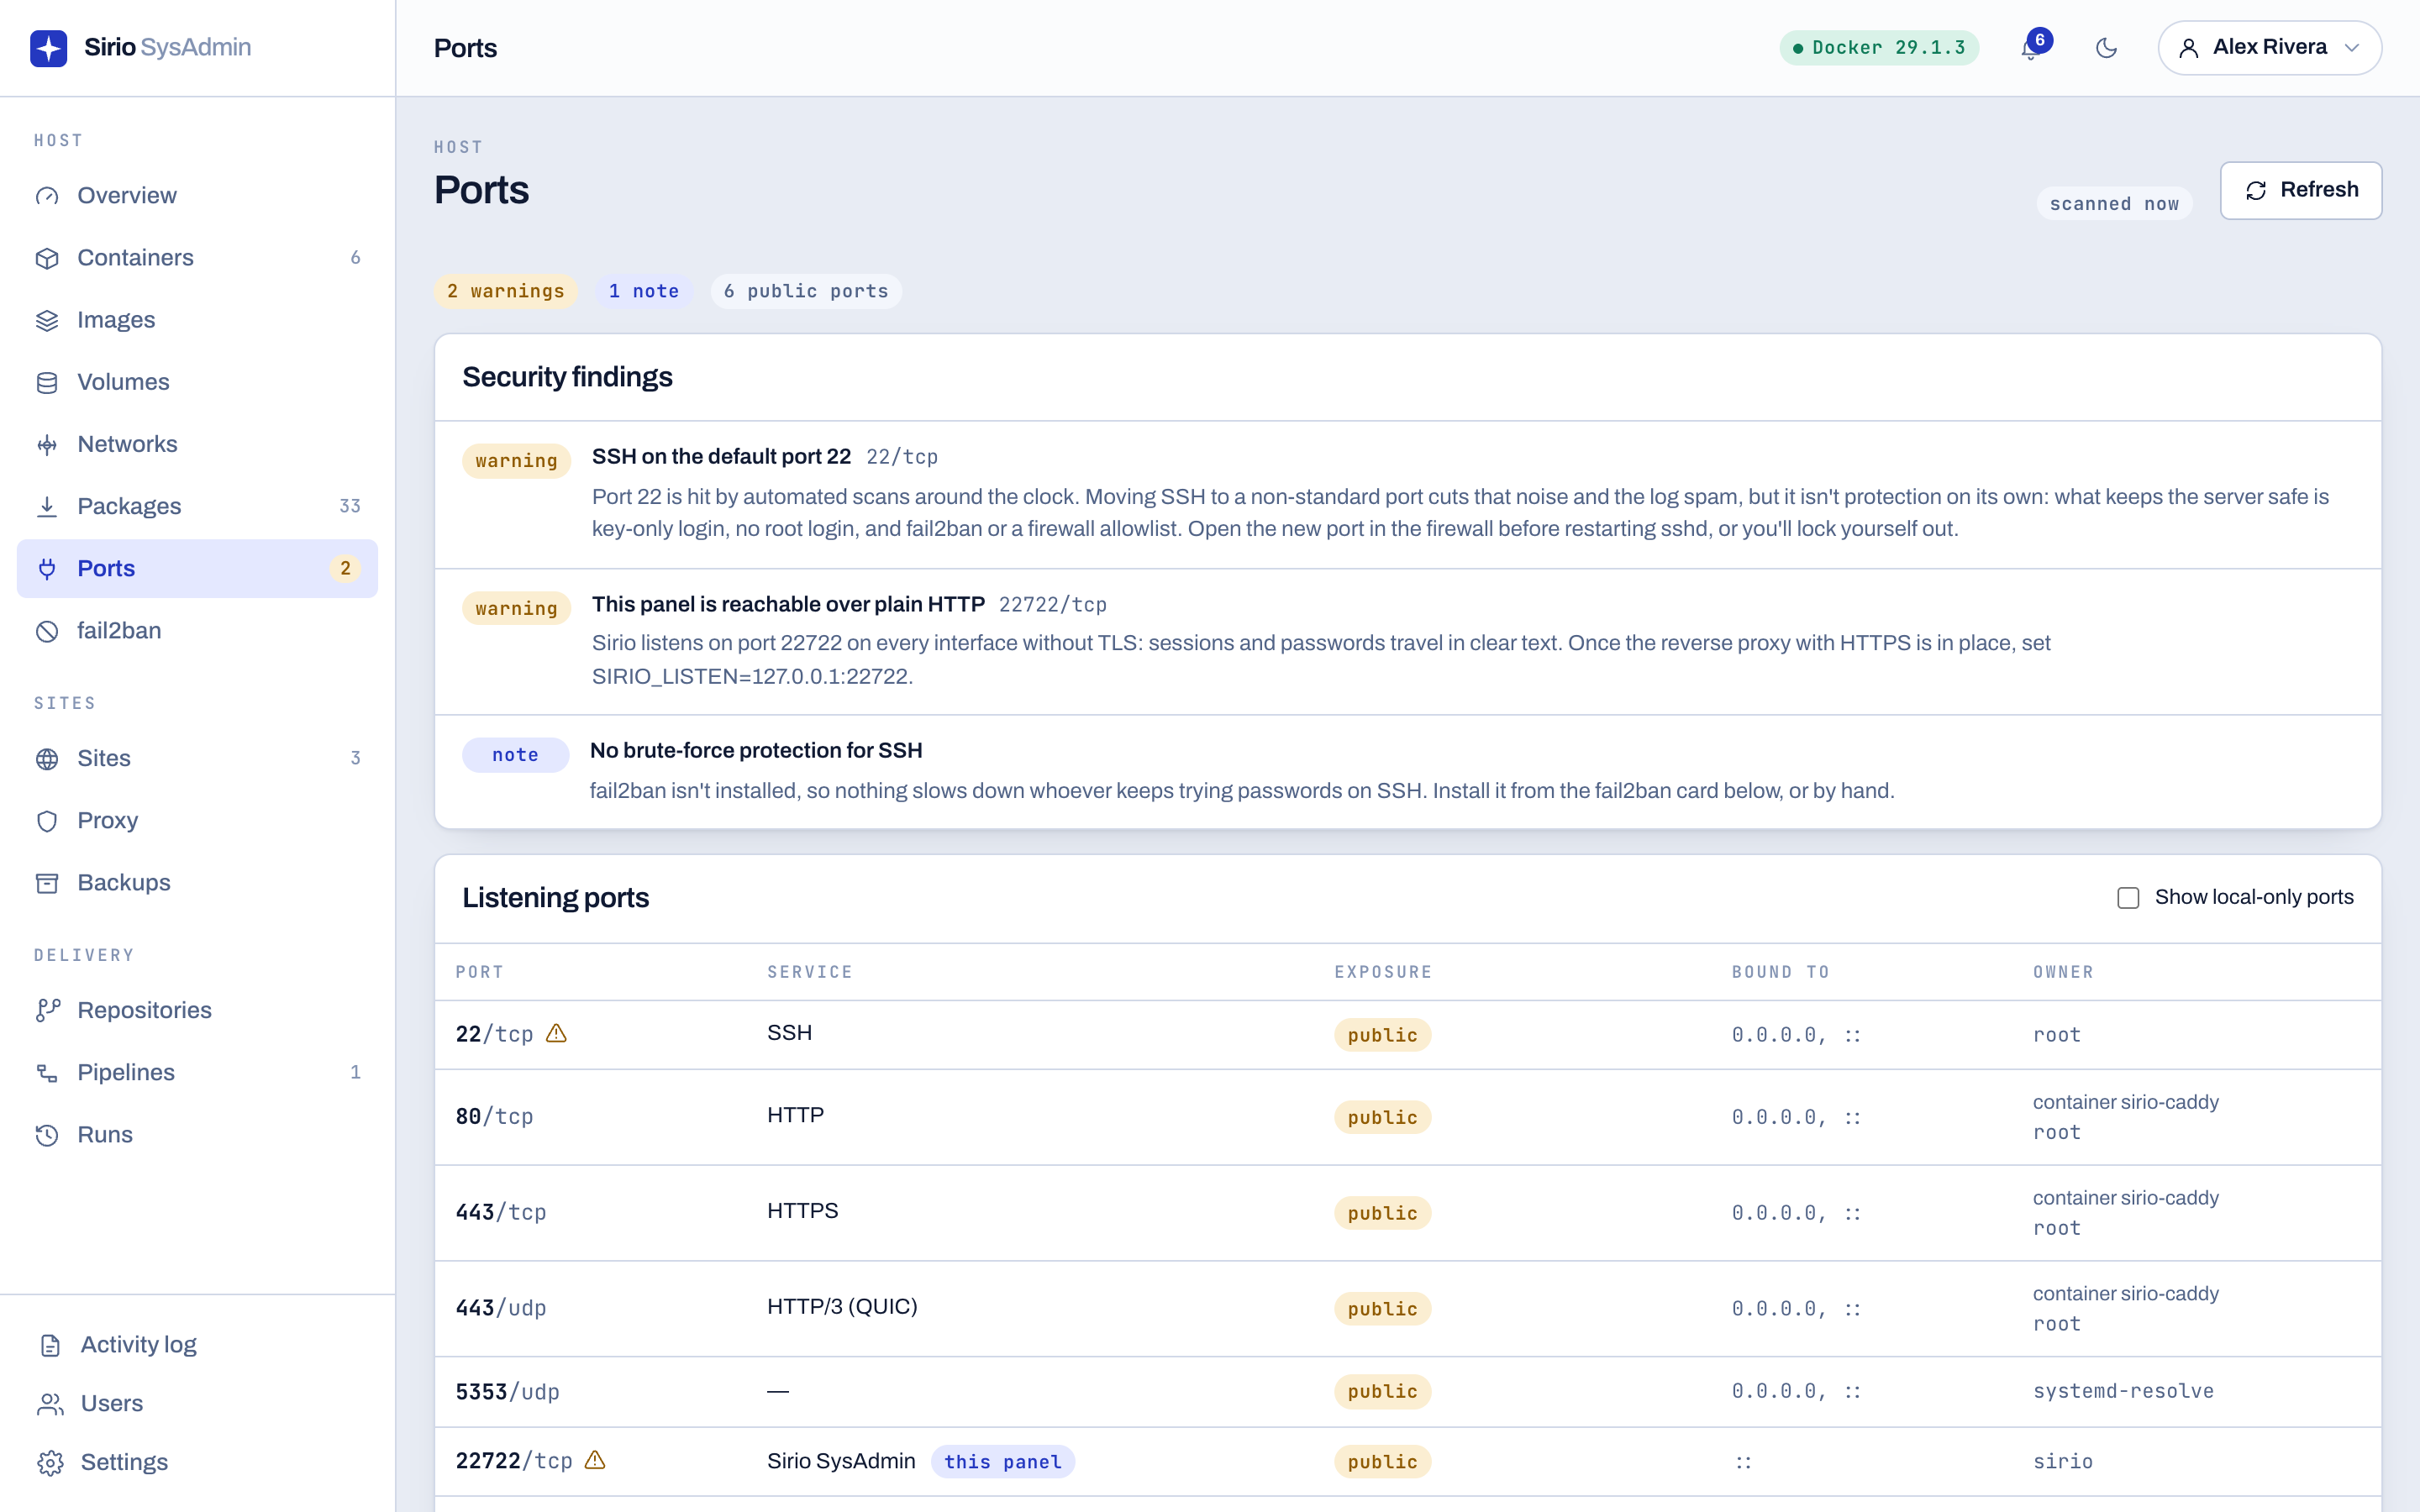 Sirio SysAdmin
Ports
Docker 29.1.3
6
Alex Rivera
HOST
Overview
Containers 6
Images
Volumes
Networks
Packages 33
Ports 2
fail2ban
SITES
Sites 3
Proxy
Backups
DELIVERY
Repositories
Pipelines 1
Runs
Activity log
Users
Settings
HOST
Ports
scanned now
Refresh
2 warnings 1 note 6 public ports
Security findings
warning SSH on the default port 22 22/tcp
Port 22 is hit by automated scans around the clock. Moving SSH to a non-standard port cuts that noise and the log spam, but it isn't protection on its own: what keeps the server safe is
key-only login, no root login, and fail2ban or a firewall allowlist. Open the new port in the firewall before restarting sshd, or you'll lock yourself out.
warning This panel is reachable over plain HTTP 22722/tcp
Sirio listens on port 22722 on every interface without TLS: sessions and passwords travel in clear text. Once the reverse proxy with HTTPS is in place, set
SIRIO_LISTEN=127.0.0.1:22722.
note No brute-force protection for SSH
fail2ban isn't installed, so nothing slows down whoever keeps trying passwords on SSH. Install it from the fail2ban card below, or by hand.
Listening ports
Show local-only ports
PORT SERVICE EXPOSURE BOUND TO OWNER
22/tcp SSH public 0.0.0.0, :: root
80/tcp HTTP public 0.0.0.0, :: container sirio-caddy
root
443/tcp HTTPS public 0.0.0.0, :: container sirio-caddy
root
443/udp HTTP/3 (QUIC) public 0.0.0.0, :: container sirio-caddy
root
5353/udp — public 0.0.0.0, :: systemd-resolve
22722/tcp Sirio SysAdmin this panel public :: sirio